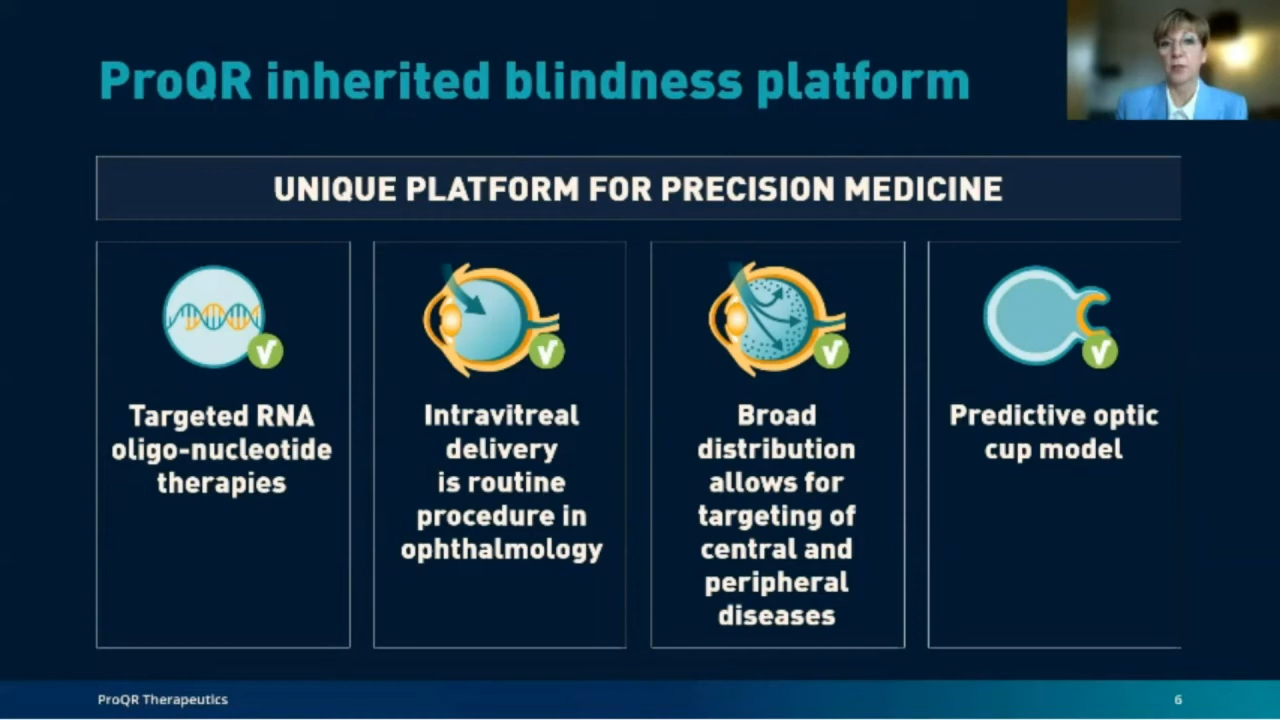 ProQR inherited blindness platform
UNIQUE PLATFORM FOR PRECISION MEDICINE
Targeted RNA
oligo-nucleotide
therapies
Intravitreal
delivery
is routine
procedure in
ophthalmology
Broad
distribution
allows for
targeting of
central and
peripheral
diseases
Predictive optic
cup model
ProQR Therapeutics
6